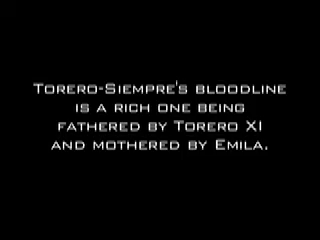 Torero-Siempre's bloodline
is a rich one being
fathered by Torero XI
and mothered by Emila.